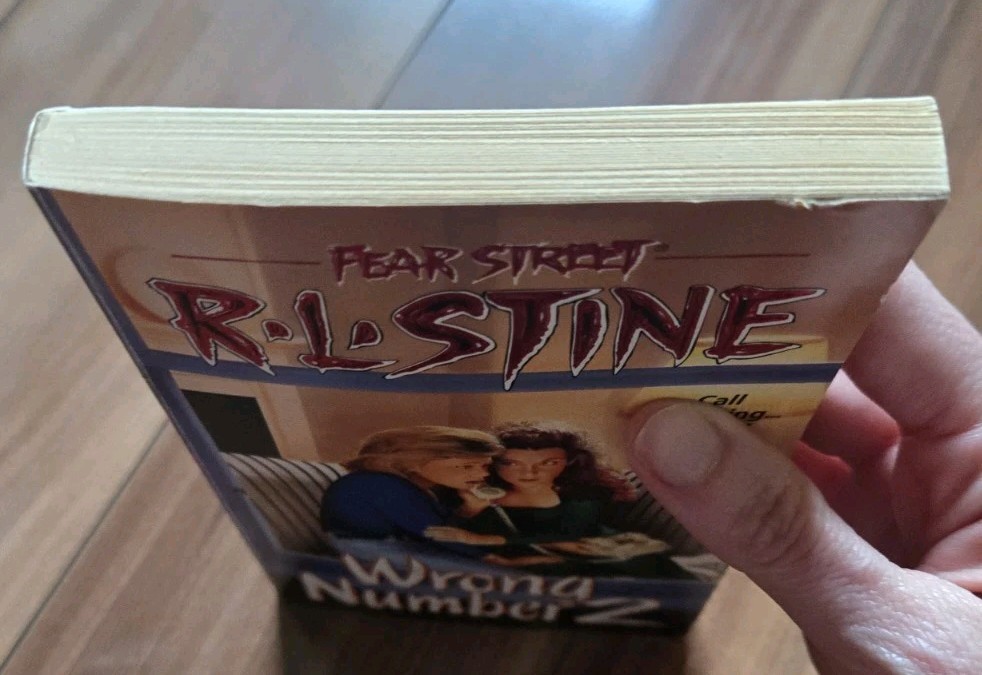 FEAR STREET®
R·L·STINE
Call
Wrong
Number 2